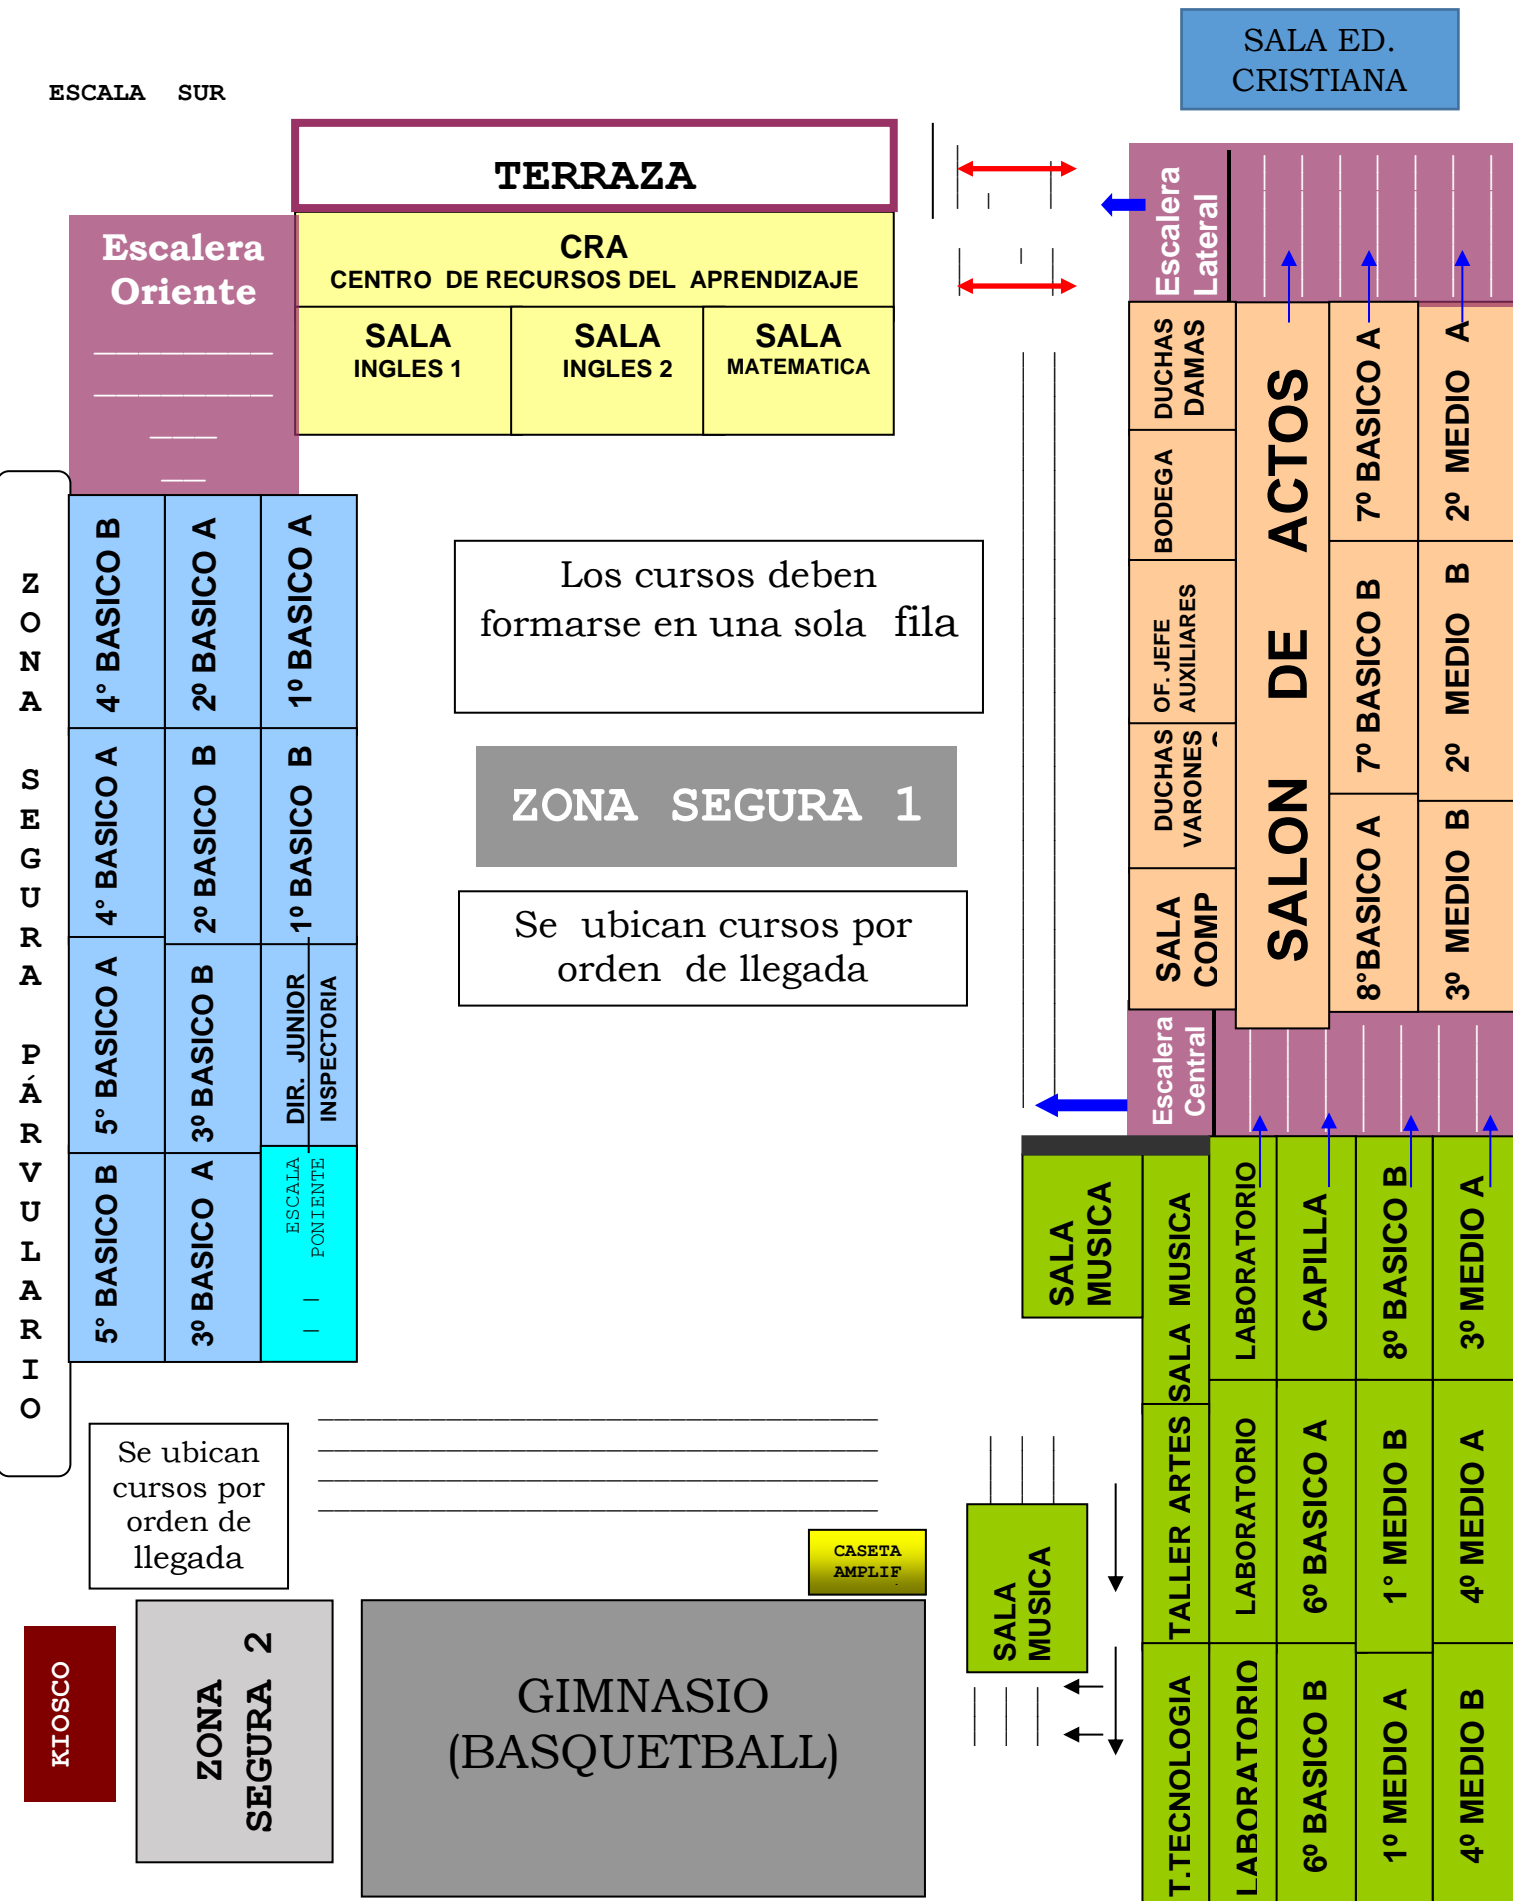 SALA ED.
CRISTIANA
ESCALA SUR
TERRAZA
Escalera
Oriente
CRA
CENTRO DE RECURSOS DEL APRENDIZAJE
SALA
INGLES 1
SALA
INGLES 2
SALA
MATEMATICA
Escalera
Lateral
DUCHAS
DAMAS
BODEGA
OF. JEFE
AUXILIARES
DUCHAS
VARONES
SALA
COMP
SALON DE ACTOS
7º BASICO A
7º BASICO B
8°BASICO A
2º MEDIO A
2º MEDIO B
3º MEDIO B
ZONA SEGURA PÁRVULARIO
4° BASICO B
2º BASICO A
1º BASICO A
4° BASICO A
2º BASICO B
1º BASICO B
5° BASICO A
3º BASICO B
DIR. JUNIOR
INSPECTORIA
5° BASICO B
3º BASICO A
ESCALA
PONIENTE
Los cursos deben
formarse en una sola fila
ZONA SEGURA 1
Se ubican cursos por
orden de llegada
Escalera
Central
SALA
MUSICA
SALA MUSICA
LABORATORIO
CAPILLA
8º BASICO B
3º MEDIO A
TALLER ARTES
LABORATORIO
6º BASICO A
1° MEDIO B
4º MEDIO A
T.TECNOLOGIA
LABORATORIO
6º BASICO B
1º MEDIO A
4º MEDIO B
Se ubican
cursos por
orden de
llegada
CASETA
AMPLIF
SALA
MUSICA
KIOSCO
ZONA
SEGURA 2
GIMNASIO
(BASQUETBALL)